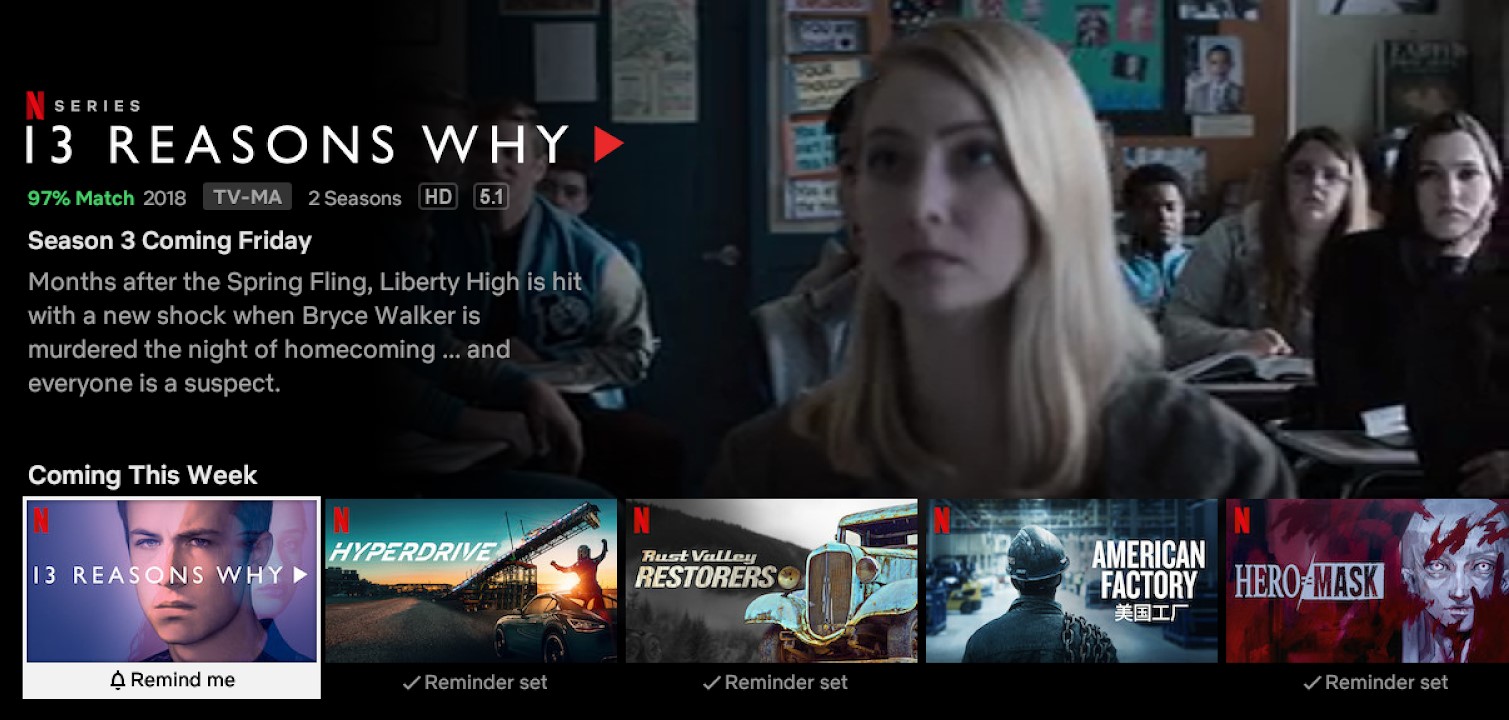 N SERIES
13 REASONS WHY
97% Match 2018 TV-MA 2 Seasons HD 5.1
Season 3 Coming Friday
Months after the Spring Fling, Liberty High is hit
with a new shock when Bryce Walker is
murdered the night of homecoming ... and
everyone is a suspect.
YOU ARE
YOUR
Coming This Week
N
13 REASONS WHY
Remind me
N
HYPERDRIVE
Reminder set
N
Rust Valley
RESTORERS
Reminder set
N
AMERICAN
FACTORY
美国工厂
N
HERO MASK
Reminder set